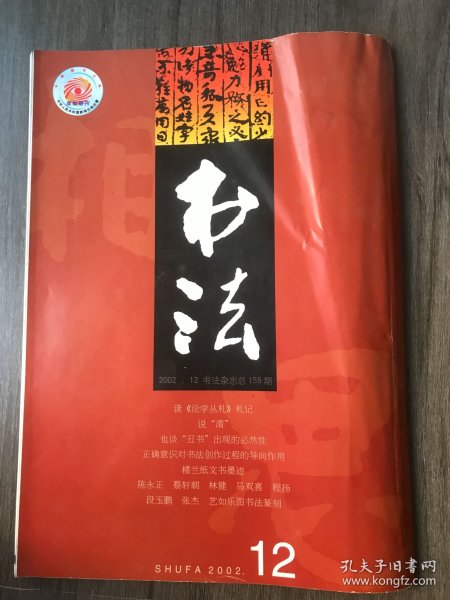 书法
2002.12 书法杂志总159期
读《论学丛札》札记
说“清”
也谈“丑书”出现的必然性
正确意识对书法创作过程的导向作用
楼兰纸文书墨迹
陈永正 蔡轩朝 林健 马双喜 程扬
段玉鹏 张杰 艺如乐图书法篆刻
SHUFA 2002. 12
孔夫子旧书网
www.kongfz.com